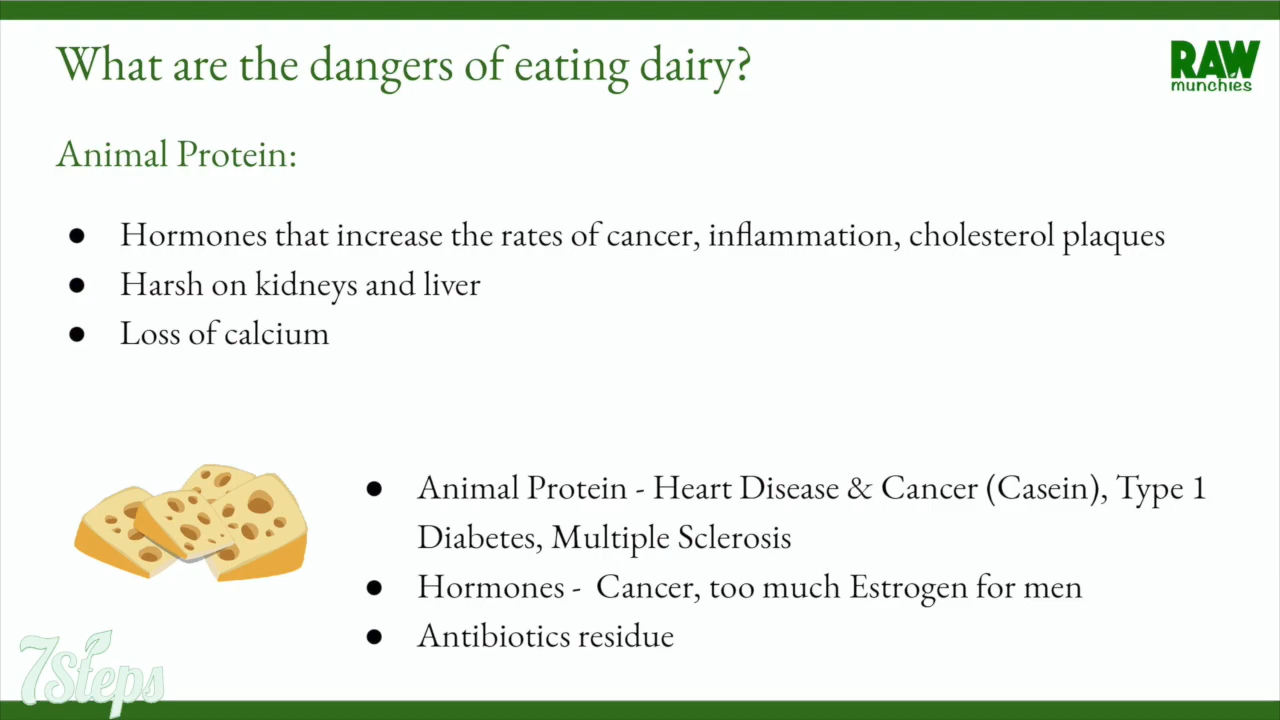 What are the dangers of eating dairy?
RAW
munchies
Animal Protein:
● Hormones that increase the rates of cancer, inflammation, cholesterol plaques
● Harsh on kidneys and liver
● Loss of calcium
● Animal Protein - Heart Disease & Cancer (Casein), Type 1
Diabetes, Multiple Sclerosis
● Hormones - Cancer, too much Estrogen for men
● Antibiotics residue
7Steps